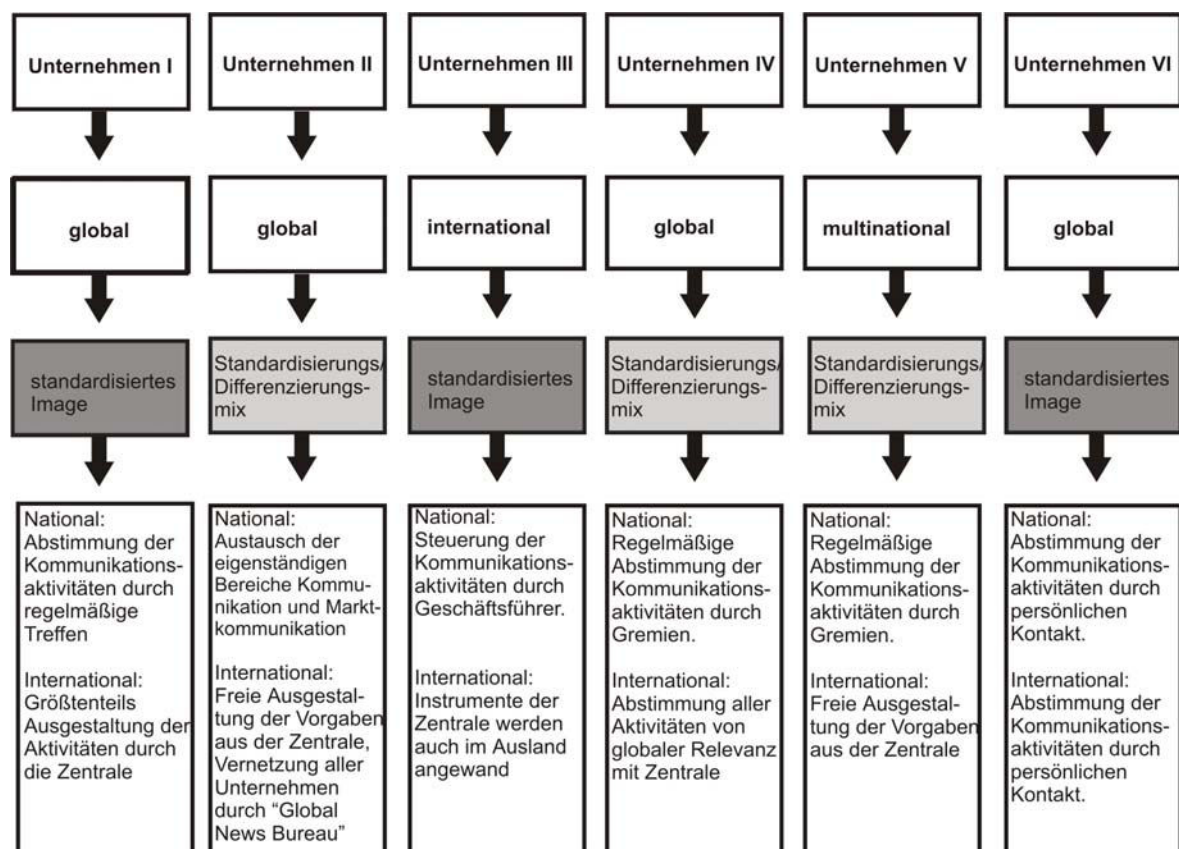 Unternehmen I
Unternehmen II
Unternehmen III
Unternehmen IV
Unternehmen V
Unternehmen VI
global
global
international
global
multinational
global
standardisiertes
Image
Standardisierungs/
Differenzierungs-
mix
standardisiertes
Image
Standardisierungs/
Differenzierungs-
mix
Standardisierungs/
Differenzierungs-
mix
standardisiertes
Image
National:
Abstimmung der
Kommunikations-
aktivitäten durch
regelmäßige
Treffen
International:
Größtenteils
Ausgestaltung der
Aktivitäten durch
die Zentrale
National:
Austausch der
eigenständigen
Bereiche Kommu-
nikation und Markt-
kommunikation
International:
Freie Ausgestal-
tung der Vorgaben
aus der Zentrale,
Vernetzung aller
Unternehmen
durch “Global
News Bureau”
National:
Steuerung der
Kommunikations-
aktivitäten durch
Geschäftsführer.
International:
Instrumente der
Zentrale werden
auch im Ausland
angewand
National:
Regelmäßige
Abstimmung der
Kommunikations-
aktivitäten durch
Gremien.
International:
Abstimmung aller
Aktivitäten von
globaler Relevanz
mit Zentrale
National:
Regelmäßige
Abstimmung der
Kommunikations-
aktivitäten durch
Gremien.
International:
Freie Ausgestal-
tung der Vorgaben
aus der Zentrale
National:
Abstimmung der
Kommunikations-
aktivitäten durch
persönlichen
Kontakt.
International:
Abstimmung der
Kommunikations-
aktivitäten durch
persönlichen
Kontakt.